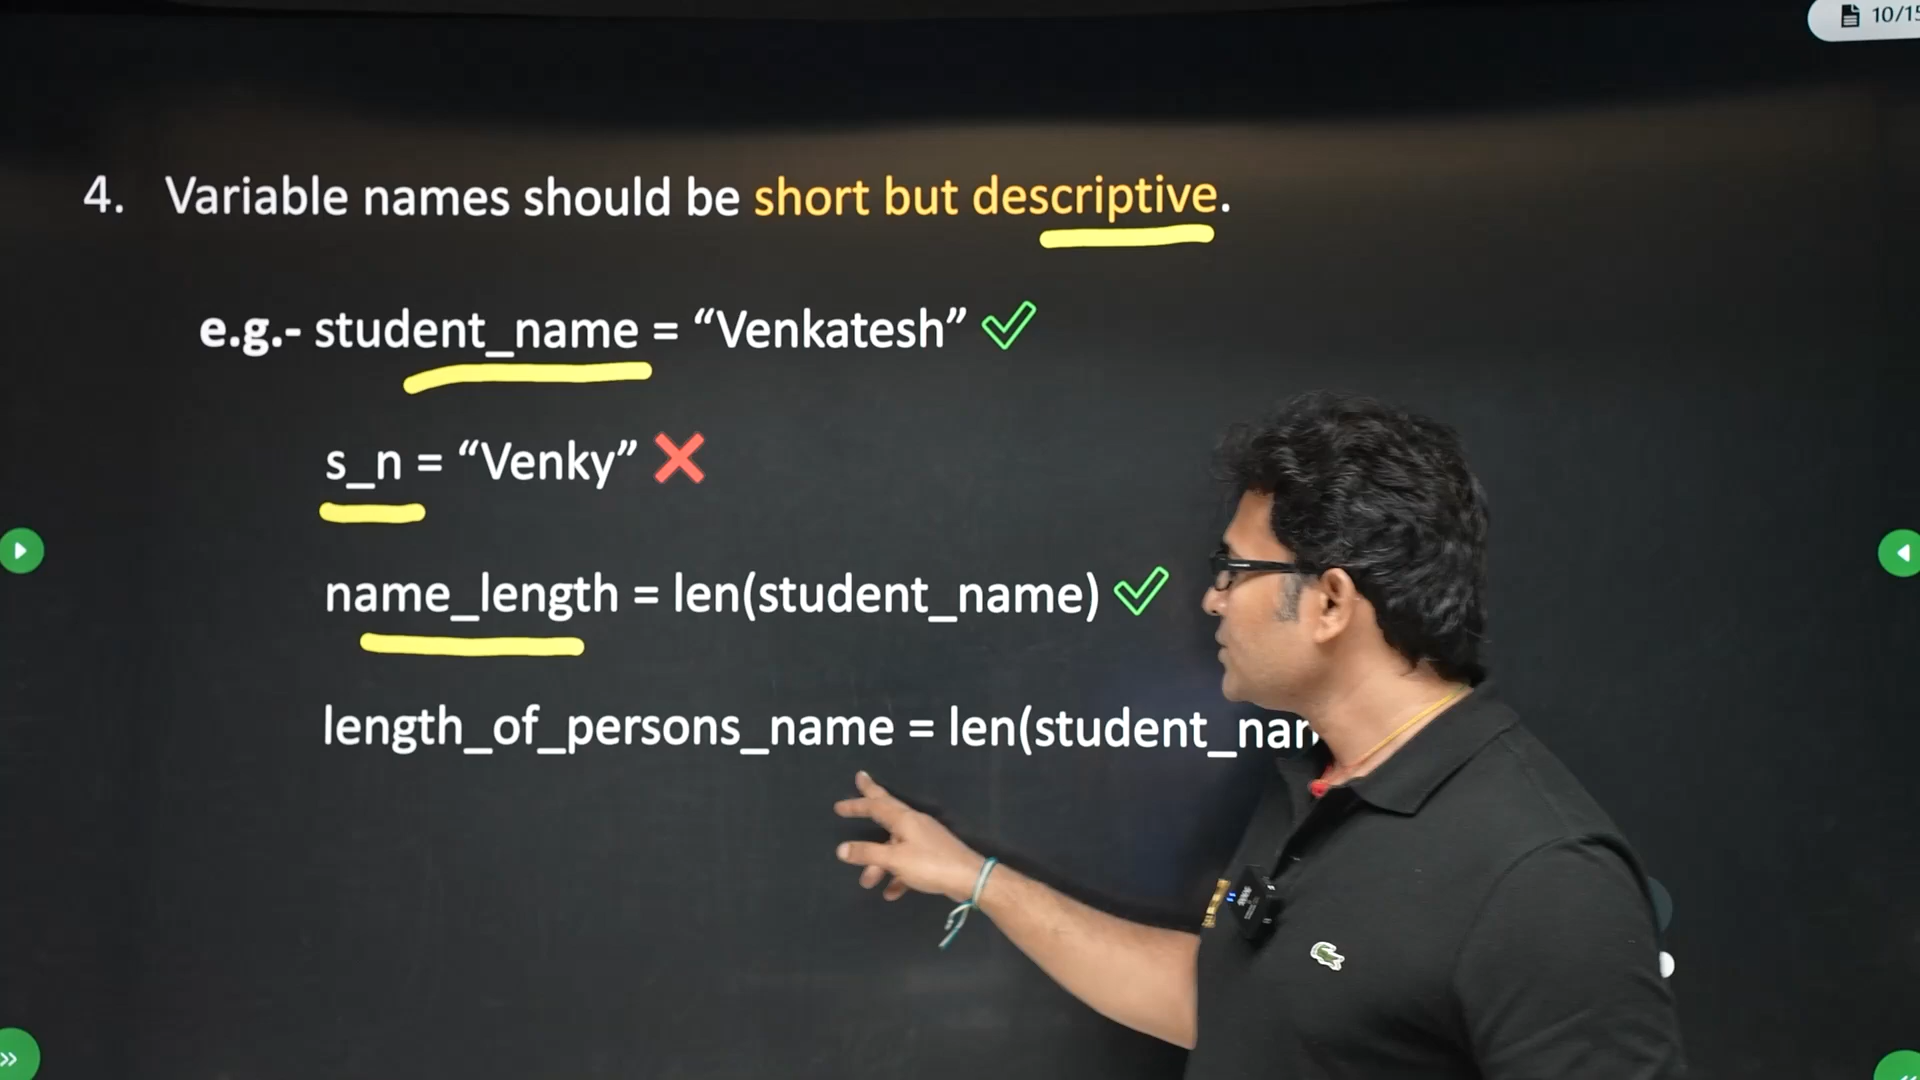 10/15
4. Variable names should be short but descriptive.
e.g.- student_name = “Venkatesh”
s_n = “Venky”
name_length = len(student_name)
length_of_persons_name = len(student_nam